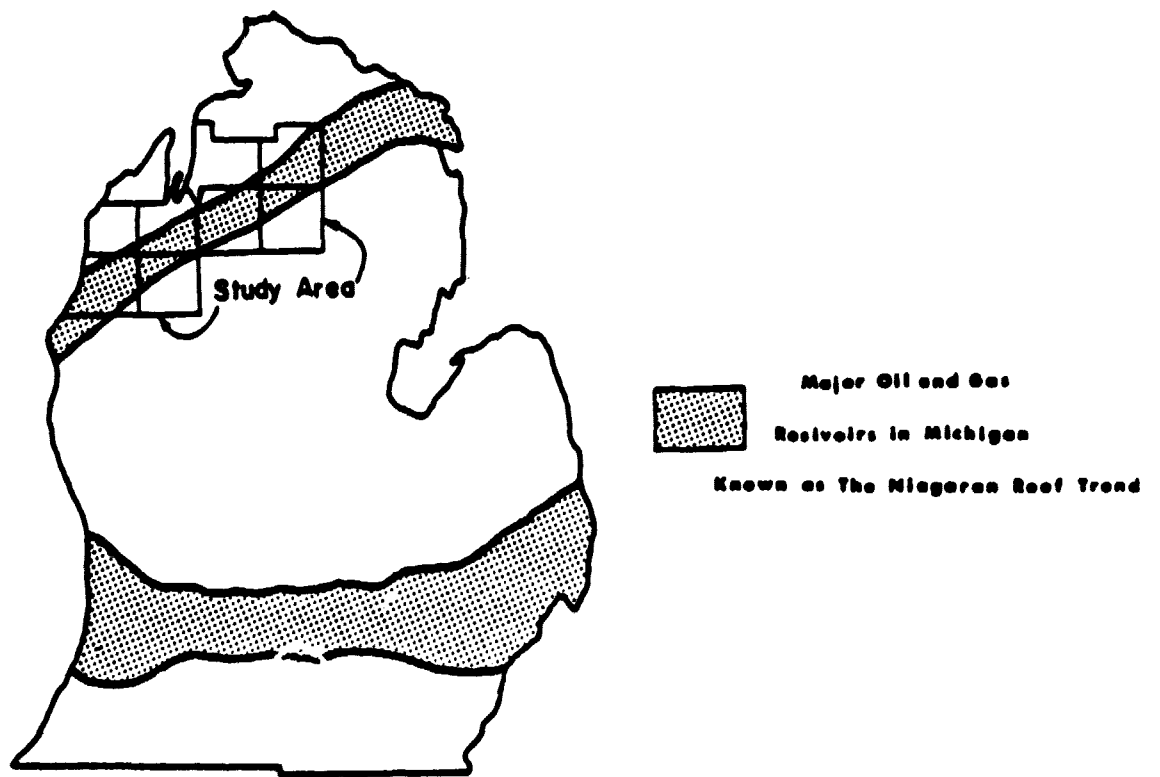 Study Area
Major Oil and Gas
Resivoirs in Michigan
Known as The Niagaran Reef Trend